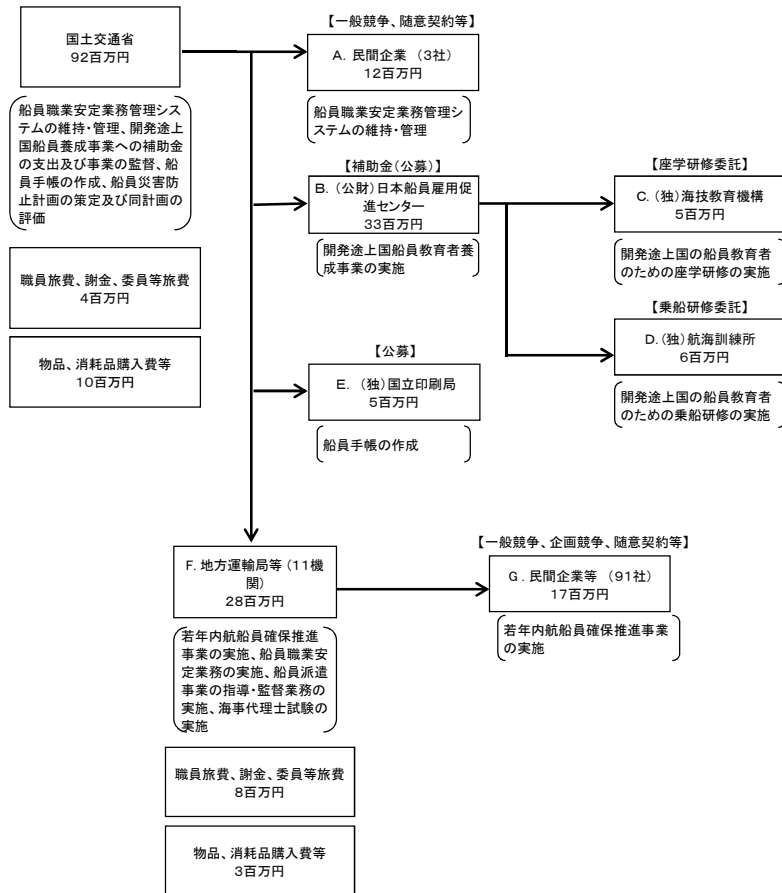 国土交通省
92百万円
船員職業安定業務管理シス
テムの維持・管理、開発途上
国船員養成事業への補助金
の支出及び事業の監督、船
員手帳の作成、船員災害防
止計画の策定及び同計画の
評価
職員旅費、謝金、委員等旅費
4百万円
物品、消耗品購入費等
10百万円
【一般競争、随意契約等】
A. 民間企業 (3社)
12百万円
船員職業安定業務管理シ
ステムの維持・管理
【補助金(公募)】
B. (公財)日本船員雇用促
進センター
33百万円
開発途上国船員教育者養
成事業の実施
【座学研修委託】
C. (独)海技教育機構
5百万円
開発途上国の船員教育者
のための座学研修の実施
【乗船研修委託】
D. (独)航海訓練所
6百万円
開発途上国の船員教育者
のための乗船研修の実施
【公募】
E. (独)国立印刷局
5百万円
船員手帳の作成
F. 地方運輸局等(11機
関)
28百万円
若年内航船員確保推進
事業の実施、船員職業安
定業務の実施、船員派遣
事業の指導・監督業務の
実施、海事代理士試験の
実施
職員旅費、謝金、委員等旅費
8百万円
物品、消耗品購入費等
3百万円
【一般競争、企画競争、随意契約等】
G. 民間企業等 (91社)
17百万円
若年内航船員確保推進事業
の実施